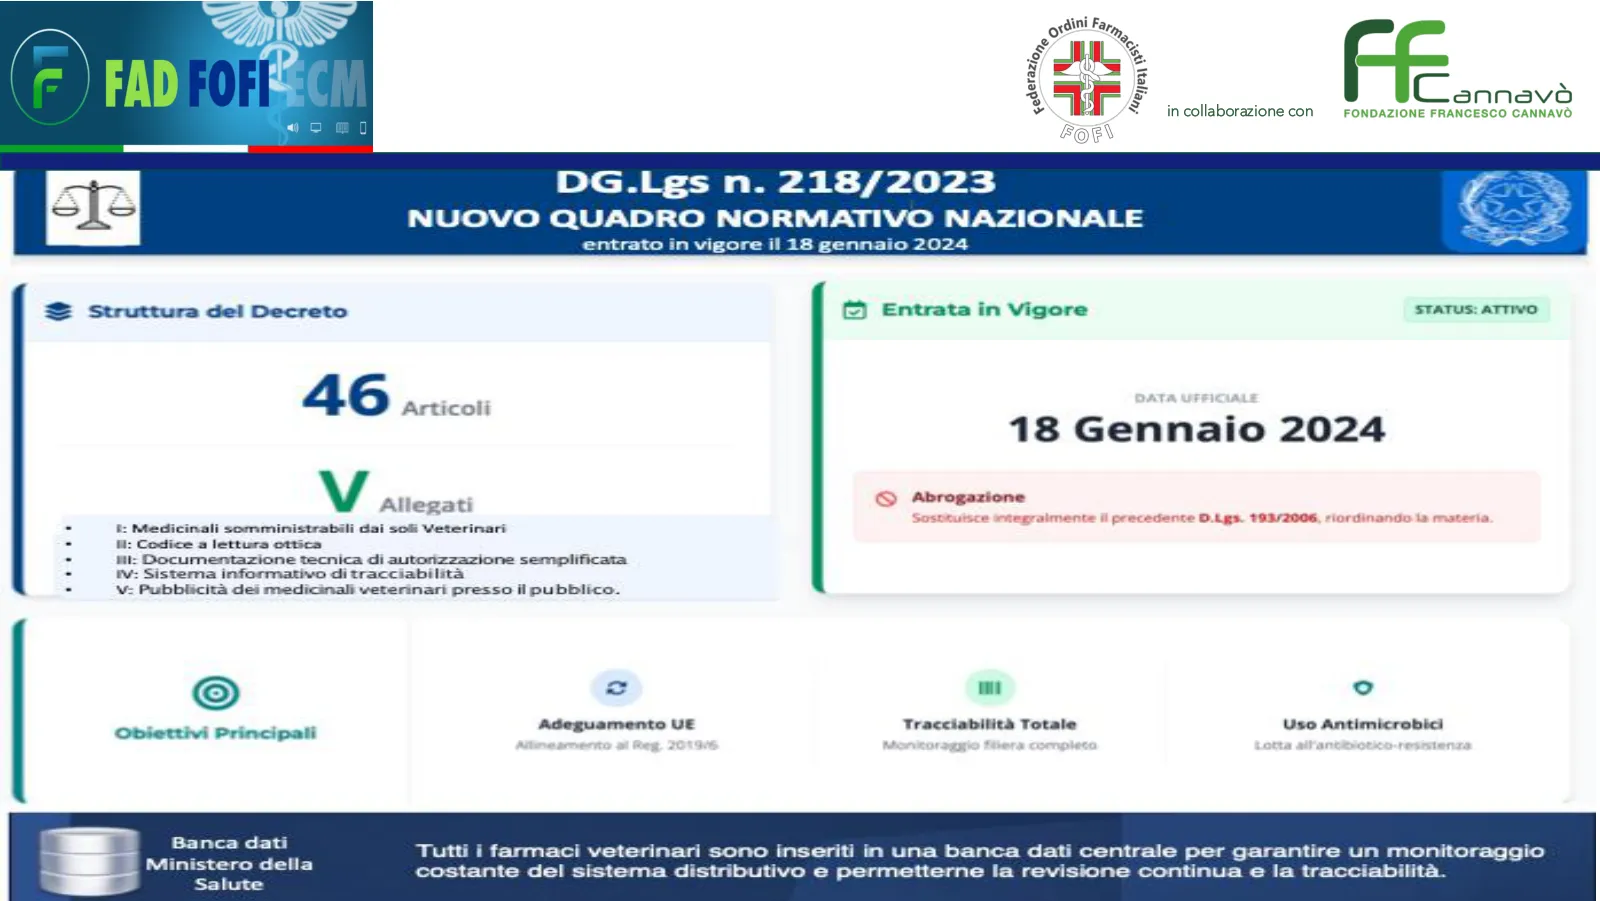 FAD FOFI ECM
Federazione Ordini Farmacisti Italiani
FOFI
in collaborazione con
Cannavò
FONDAZIONE FRANCESCO CANNAVÒ
DG.Lgs n. 218/2023
NUOVO QUADRO NORMATIVO NAZIONALE
entrato in vigore il 18 gennaio 2024
Struttura del Decreto
46 Articoli
V Allegati
• I: Medicinali somministrabili dai soli Veterinari
• II: Codice a lettura ottica
• III: Documentazione tecnica di autorizzazione semplificata
• IV: Sistema informativo di tracciabilità
• V: Pubblicità dei medicinali veterinari presso il pubblico.
Entrata in Vigore
STATUS: ATTIVO
DATA UFFICIALE
18 Gennaio 2024
Abrogazione
Sostituisce integralmente il precedente D.Lgs. 193/2006, riordinando la materia.
Obiettivi Principali
Adeguamento UE
Allineamento al Reg. 2019/6
Tracciabilità Totale
Monitoraggio filiera completo
Uso Antimicrobici
Lotta all'antibiotico-resistenza
Banca dati
Ministero della
Salute
Tutti i farmaci veterinari sono inseriti in una banca dati centrale per garantire un monitoraggio
costante del sistema distributivo e permetterne la revisione continua e la tracciabilità.